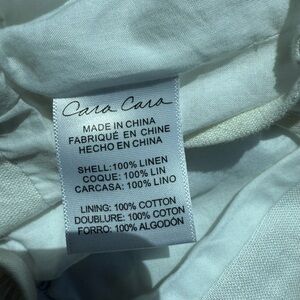 Cara Cara
MADE IN CHINA
FABRIQUÉ EN CHINE
HECHO EN CHINA
SHELL:100% LINEN
COQUE: 100% LIN
CARCASA: 100% LINO
LINING: 100% COTTON
DOUBLURE: 100% COTTON
FORRO: 100% ALGODÓN